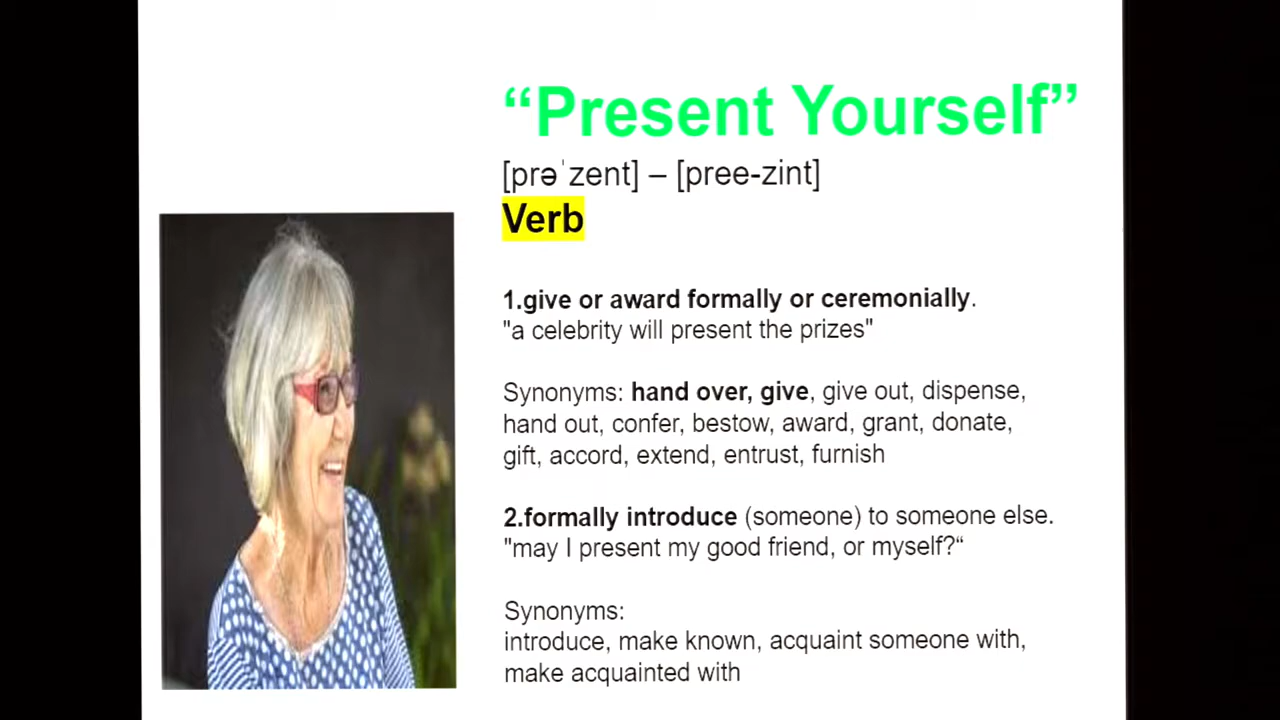 “Present Yourself”
[prəˈzent] – [pree-zint]
Verb
1.give or award formally or ceremonially.
"a celebrity will present the prizes"
Synonyms: hand over, give, give out, dispense,
hand out, confer, bestow, award, grant, donate,
gift, accord, extend, entrust, furnish
2.formally introduce (someone) to someone else.
"may I present my good friend, or myself?“
Synonyms:
introduce, make known, acquaint someone with,
make acquainted with